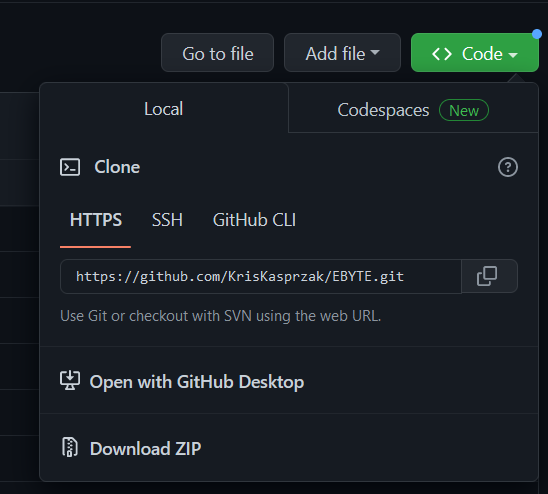 Go to file Add file Code
Local Codespaces New
Clone
HTTPS SSH GitHub CLI
https://github.com/KrisKasprzak/EBYTE.git
Use Git or checkout with SVN using the web URL.
Open with GitHub Desktop
Download ZIP